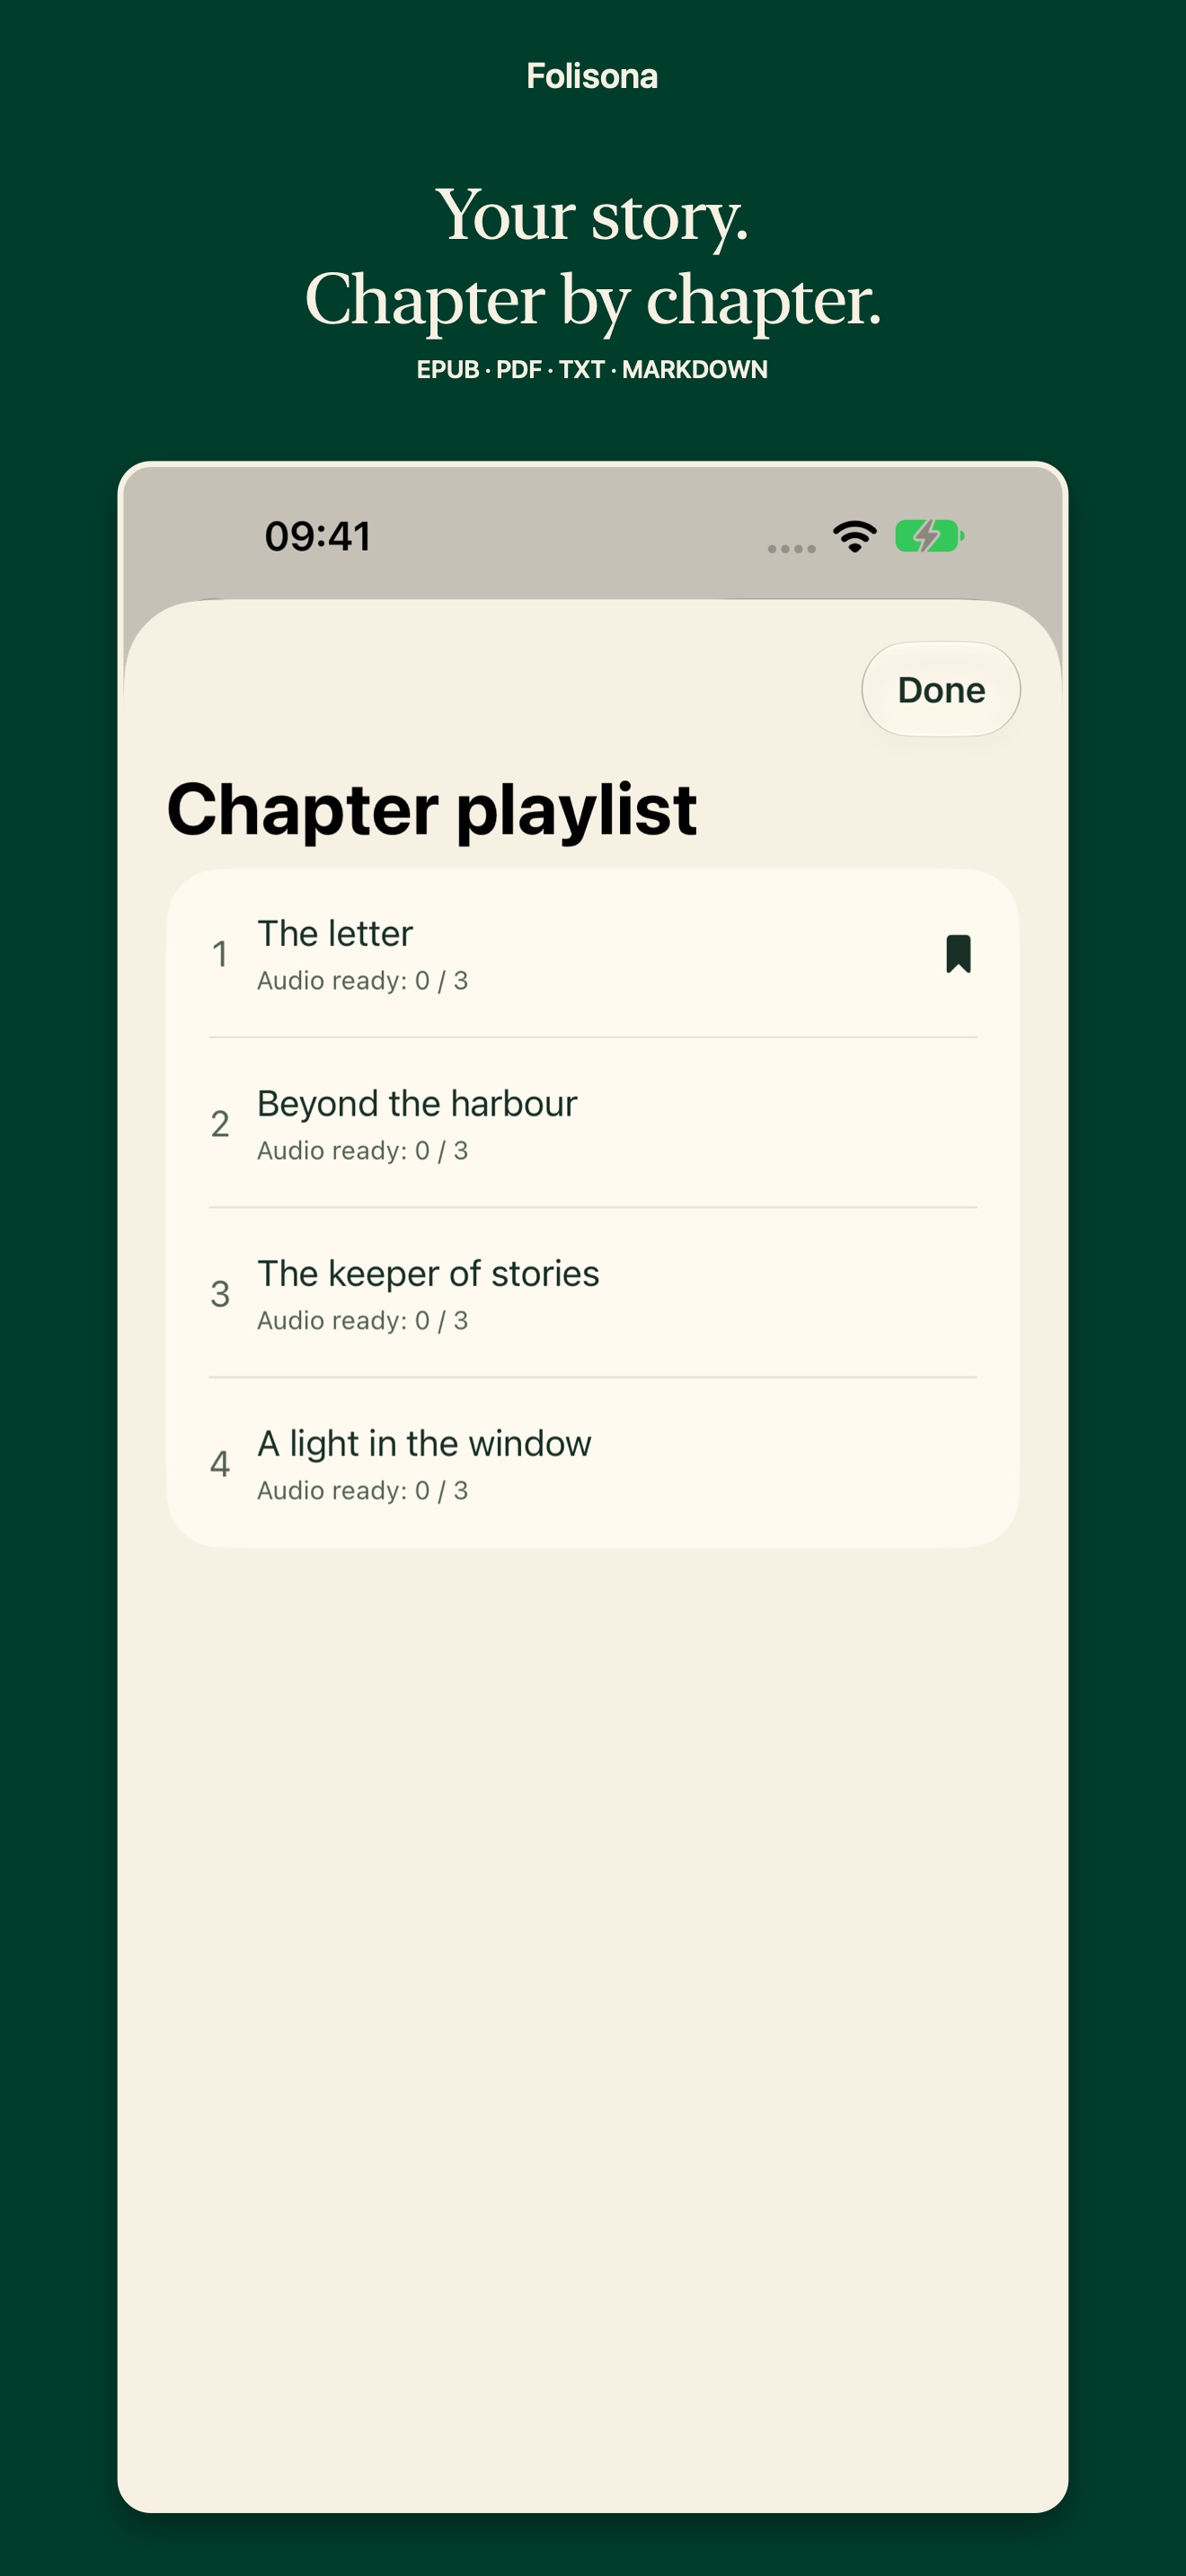 Folisona
Your story.
Chapter by chapter.
EPUB · PDF · TXT · MARKDOWN
09:41
Done
Chapter playlist
1
The letter
Audio ready: 0 / 3
2
Beyond the harbour
Audio ready: 0 / 3
3
The keeper of stories
Audio ready: 0 / 3
4
A light in the window
Audio ready: 0 / 3